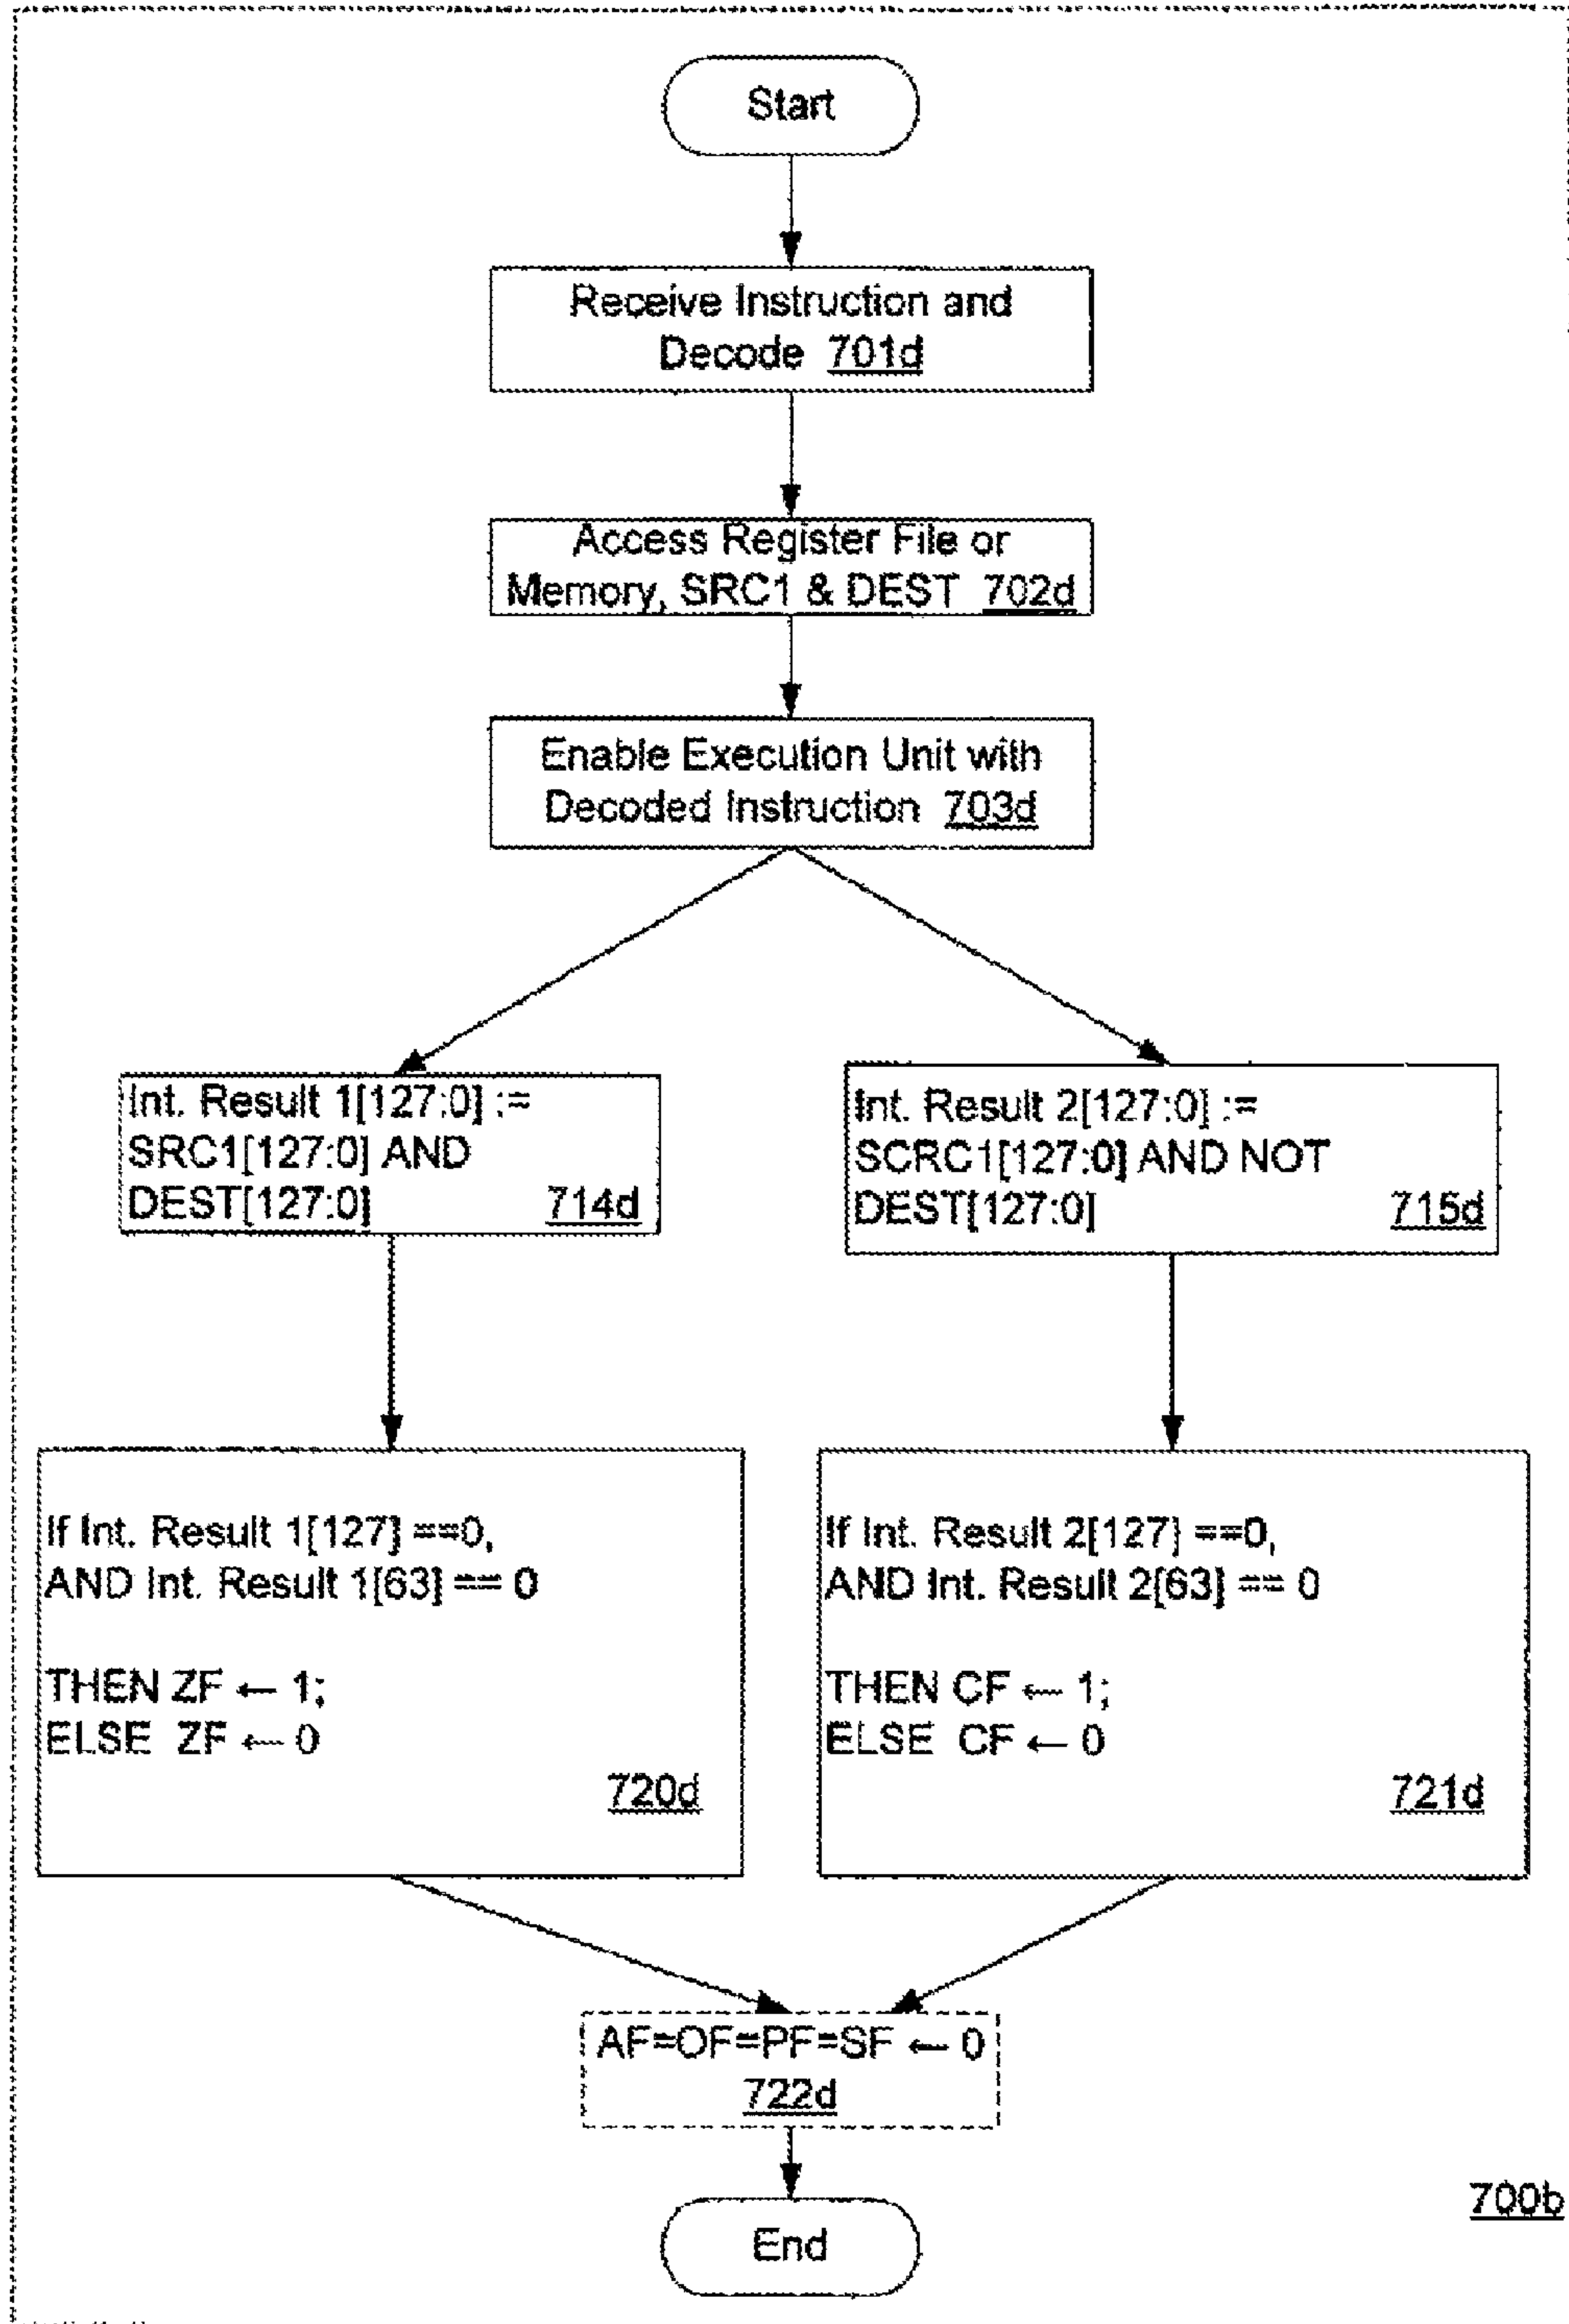 Start
Receive Instruction and
Decode 701d
Access Register File or
Memory, SRC1 & DEST 702d
Enable Execution Unit with
Decoded Instruction 703d
Int. Result 1[127:0] :=
SRC1[127:0] AND
DEST[127:0] 714d
Int. Result 2[127:0] :=
SCRC1[127:0] AND NOT
DEST[127:0] 715d
If Int. Result 1[127] ==0,
AND Int. Result 1[63] == 0
THEN ZF ← 1;
ELSE ZF ← 0
720d
If Int. Result 2[127] ==0,
AND Int. Result 2[63] == 0
THEN CF ← 1;
ELSE CF ← 0
721d
AF=OF=PF=SF ← 0
722d
End
700b